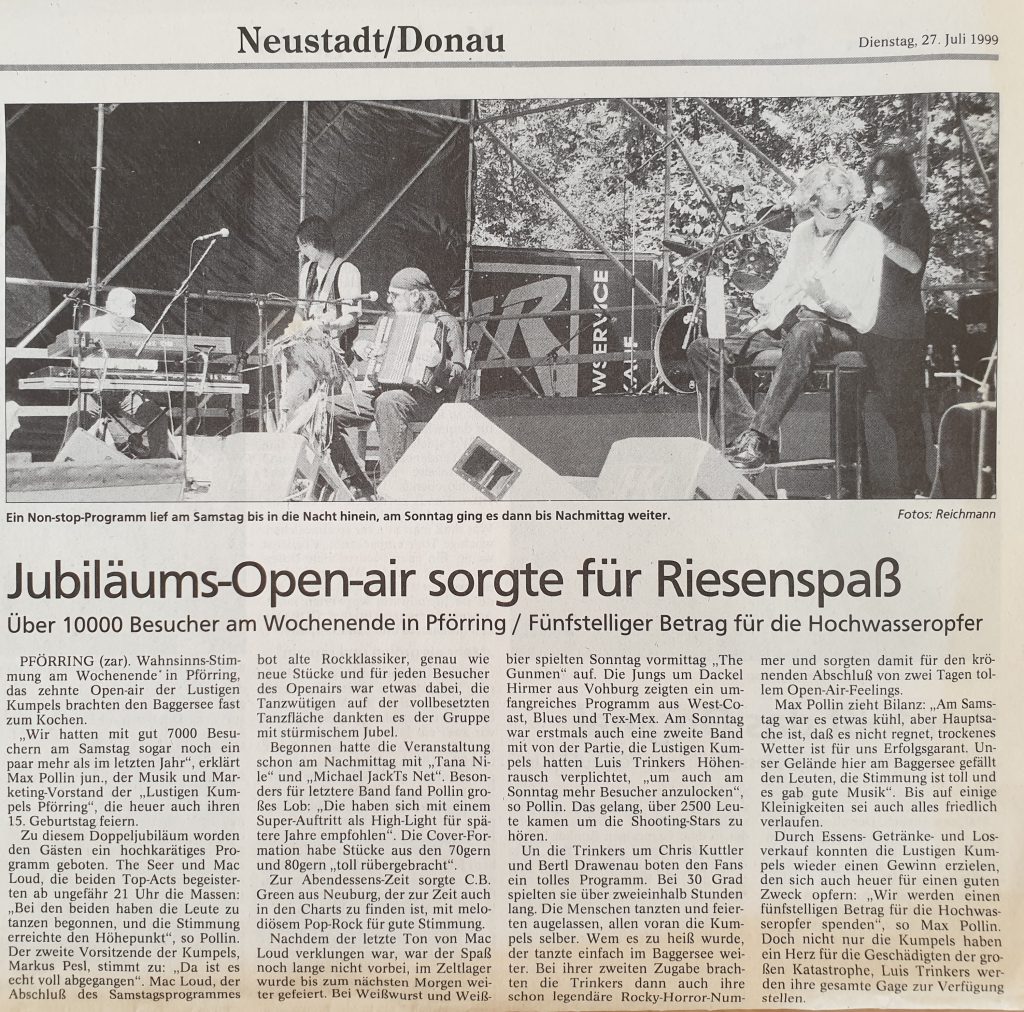 Neustadt/Donau
Dienstag, 27. Juli 1999
R
WSERVICE
KAUF
Ein Non-stop-Programm lief am Samstag bis in die Nacht hinein, am Sonntag ging es dann bis Nachmittag weiter.
Fotos: Reichmann
Jubiläums-Open-air sorgte für Riesenspaß
Über 10000 Besucher am Wochenende in Pförring / Fünfstelliger Betrag für die Hochwasseropfer
PFÖRRING (zar). Wahnsinns-Stim-
mung am Wochenende in Pförring,
das zehnte Open-air der Lustigen
Kumpels brachten den Baggersee fast
zum Kochen.
„Wir hatten mit gut 7000 Besu-
chern am Samstag sogar noch ein
paar mehr als im letzten Jahr“, erklärt
Max Pollin jun., der Musik und Mar-
keting-Vorstand der „Lustigen Kum-
pels Pförring“, die heuer auch ihren
15. Geburtstag feiern.
Zu diesem Doppeljubiläum worden
den Gästen ein hochkarätiges Pro-
gramm geboten. The Seer und Mac
Loud, die beiden Top-Acts begeister-
ten ab ungefähr 21 Uhr die Massen:
„Bei den beiden haben die Leute zu
tanzen begonnen, und die Stimmung
erreichte den Höhepunkt“, so Pollin.
Der zweite Vorsitzende der Kumpels,
Markus Pesl, stimmt zu: „Da ist es
echt voll abgegangen“. Mac Loud, der
Abschluß des Samstagsprogrammes
bot alte Rockklassiker, genau wie
neue Stücke und für jeden Besucher
des Openairs war etwas dabei, die
Tanzwütigen auf der vollbesetzten
Tanzfläche dankten es der Gruppe
mit stürmischem Jubel.
Begonnen hatte die Veranstaltung
schon am Nachmittag mit „Tana Ni-
le“ und „Michael JackTs Net“. Beson-
ders für letztere Band fand Pollin gro-
ßes Lob: „Die haben sich mit einem
Super-Auftritt als High-Light für spä-
tere Jahre empfohlen“. Die Cover-For-
mation habe Stücke aus den 70gern
und 80gern „toll rübergebracht“.
Zur Abendessens-Zeit sorgte C.B.
Green aus Neuburg, der zur Zeit auch
in den Charts zu finden ist, mit melo-
diösem Pop-Rock für gute Stimmung.
Nachdem der letzte Ton von Mac
Loud verklungen war, war der Spaß
noch lange nicht vorbei, im Zeltlager
wurde bis zum nächsten Morgen wei-
ter gefeiert. Bei Weißwurst und Weiß-
bier spielten Sonntag vormittag „The
Gunmen“ auf. Die Jungs um Dackel
Hirmer aus Vohburg zeigten ein um-
fangreiches Programm aus West-Co-
ast, Blues und Tex-Mex. Am Sonntag
war erstmals auch eine zweite Band
mit von der Partie, die Lustigen Kum-
pels hatten Luis Trinkers Höhen-
rausch verplichtet, „um auch am
Sonntag mehr Besucher anzulocken“,
so Pollin. Das gelang, über 2500 Leu-
te kamen um die Shooting-Stars zu
hören.
Un die Trinkers um Chris Kuttler
und Bertl Drawenau boten den Fans
ein tolles Programm. Bei 30 Grad
spielten sie über zweieinhalb Stunden
lang. Die Menschen tanzten und feier-
ten augelassen, allen voran die Kum-
pels selber. Wem es zu heiß wurde,
der tanzte einfach im Baggersee wei-
ter. Bei ihrer zweiten Zugabe brach-
ten die Trinkers dann auch ihre
schon legendäre Rocky-Horror-Num-
mer und sorgten damit für den krö-
nenden Abschluß von zwei Tagen tol-
lem Open-Air-Feelings.
Max Pollin zieht Bilanz: „Am Sams-
tag war es etwas kühl, aber Hauptsa-
che ist, daß es nicht regnet, trockenes
Wetter ist für uns Erfolgsgarant. Un-
ser Gelände hier am Baggersee gefällt
den Leuten, die Stimmung ist toll und
es gab gute Musik“. Bis auf einige
Kleinigkeiten sei auch alles friedlich
verlaufen.
Durch Essens- Getränke- und Los-
verkauf konnten die Lustigen Kum-
pels wieder einen Gewinn erzielen,
den sich auch heuer für einen guten
Zweck opfern: „Wir werden einen
fünfstelligen Betrag für die Hochwas-
seropfer spenden“, so Max Pollin.
Doch nicht nur die Kumpels haben
ein Herz für die Geschädigten der gro-
ßen Katastrophe, Luis Trinkers wer-
den ihre gesamte Gage zur Verfügung
stellen.